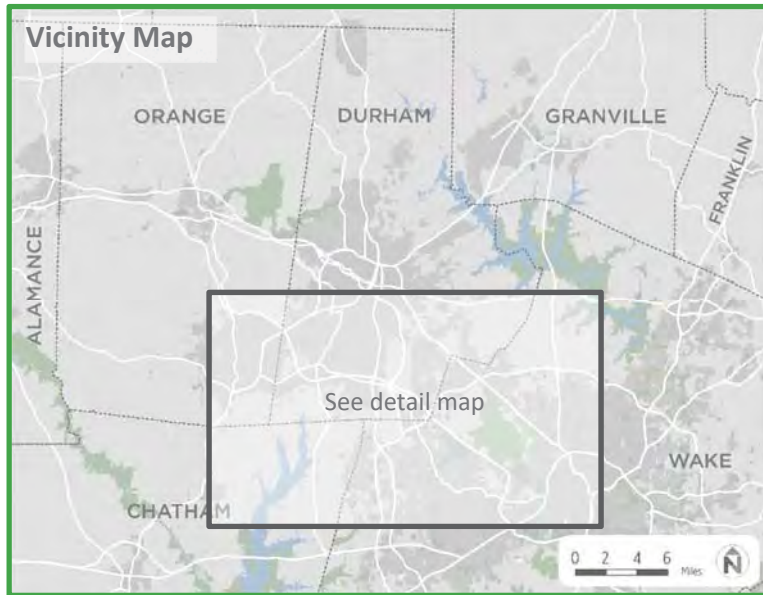 Vicinity Map
ORANGE
DURHAM
GRANVILLE
FRANKLIN
ALAMANCE
See detail map
WAKE
CHATHAM
0 2 4 6 Miles
N